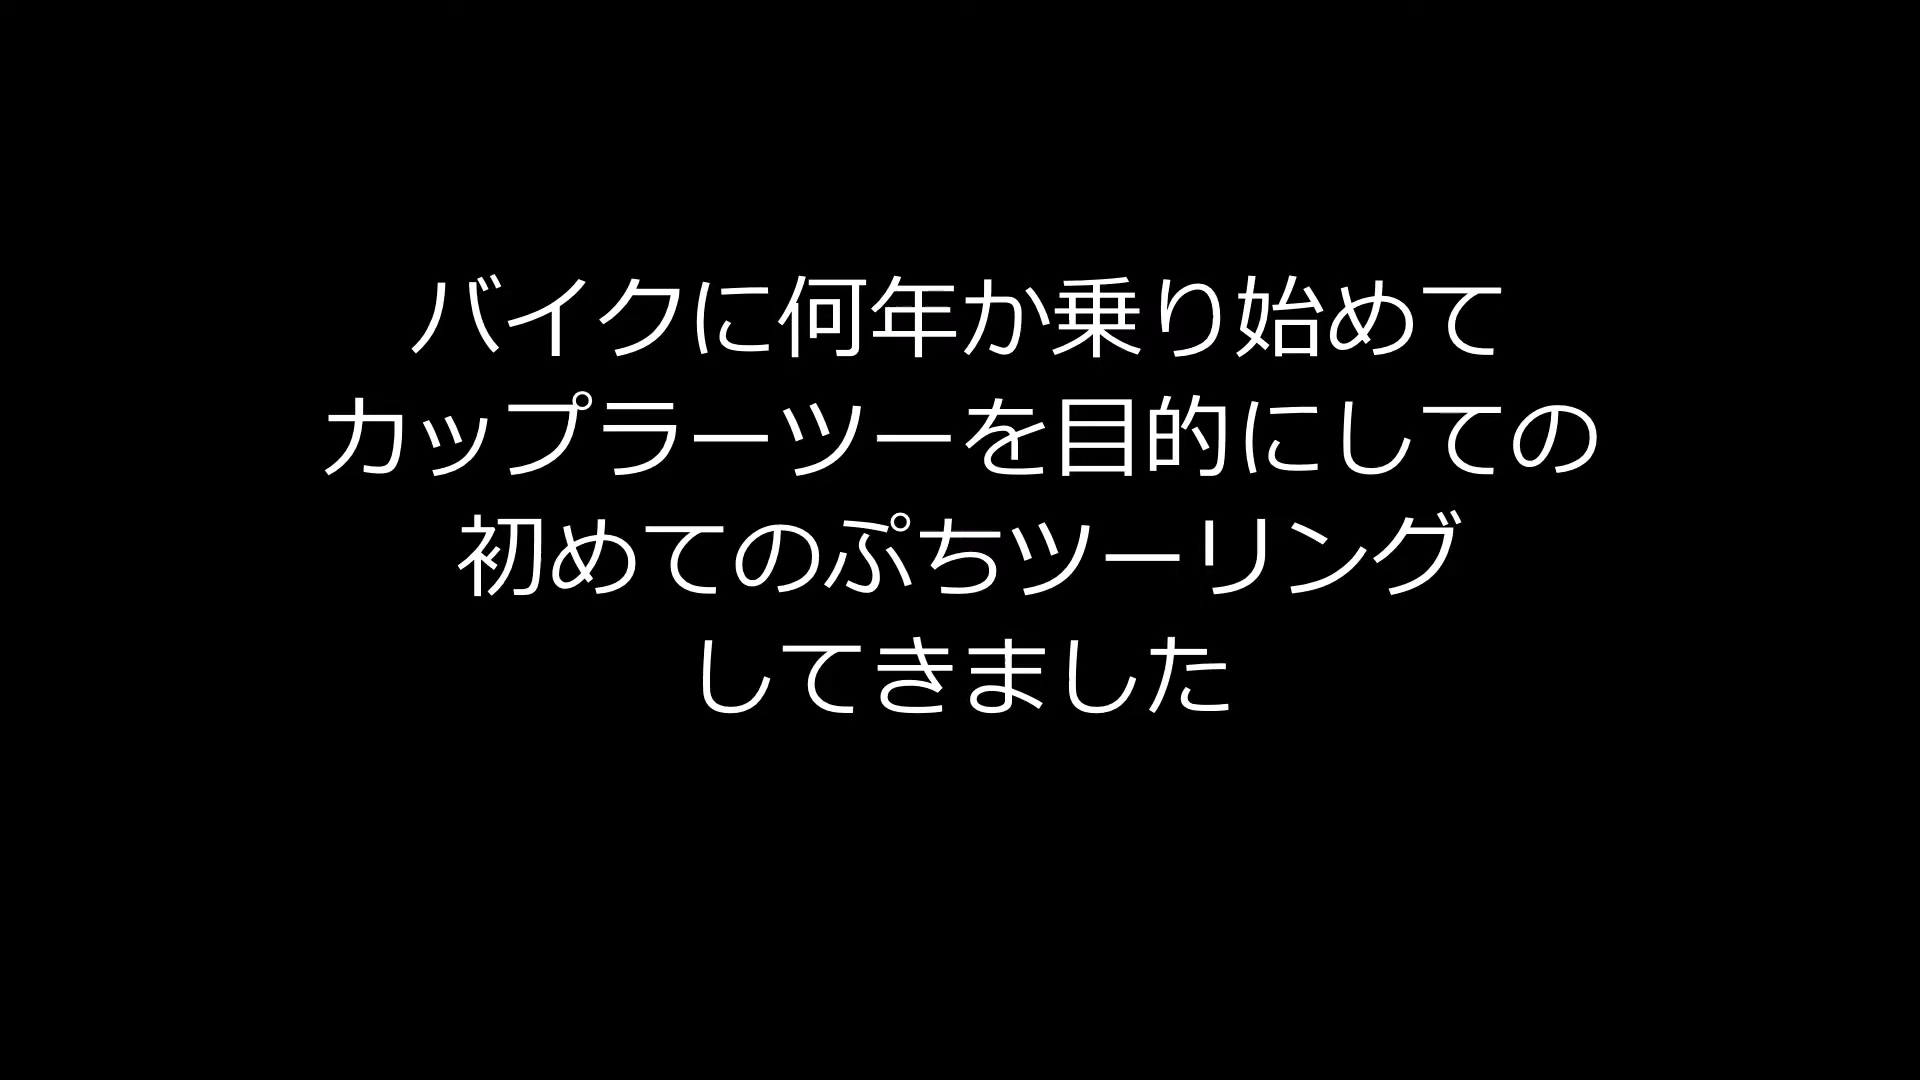 バイクに何年か乗り始めて
カップラーツーを目的にしての
初めてのぷちツーリング
してきました